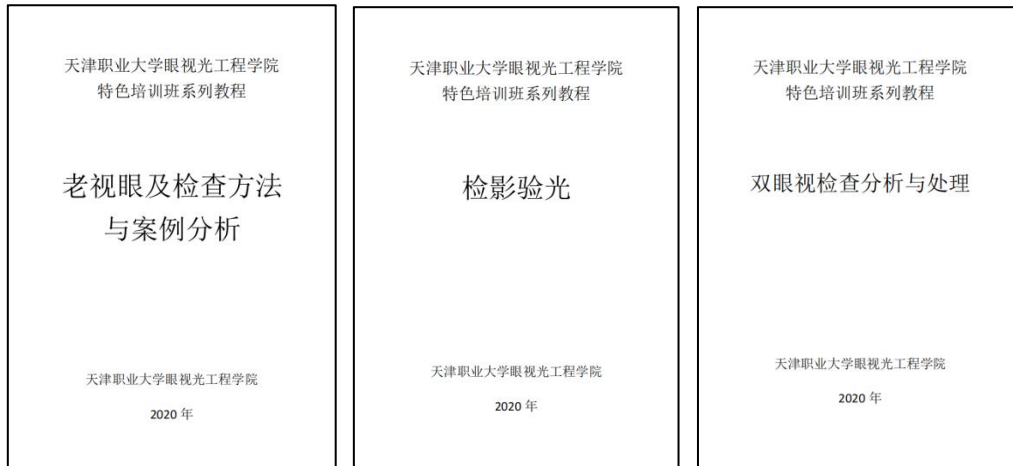 天津职业大学眼视光工程学院
特色培训班系列教程
老视眼及检查方法
与案例分析
天津职业大学眼视光工程学院
2020 年
天津职业大学眼视光工程学院
特色培训班系列教程
检影验光
天津职业大学眼视光工程学院
2020 年
天津职业大学眼视光工程学院
特色培训班系列教程
双眼视检查分析与处理
天津职业大学眼视光工程学院
2020 年